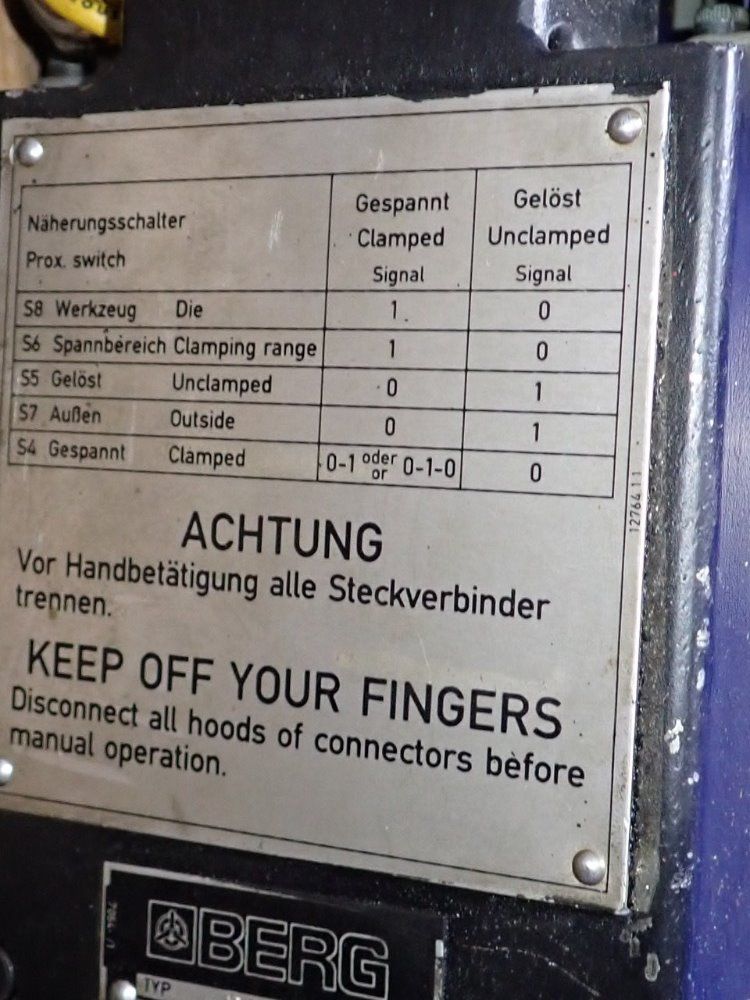 Näherungsschalter
Prox. switch
Gespannt
Clamped
Signal
Gelöst
Unclamped
Signal
S8 Werkzeug Die 1 0
S6 Spannbereich Clamping range 1 0
S5 Gelöst Unclamped 0 1
S7 Außen Outside 0 1
S4 Gespannt Clamped 0-1 oder or 0-1-0 0
12764 11
ACHTUNG
Vor Handbetätigung alle Steckverbinder
trennen.
KEEP OFF YOUR FINGERS
Disconnect all hoods of connectors before
manual operation.
BERG
TYP